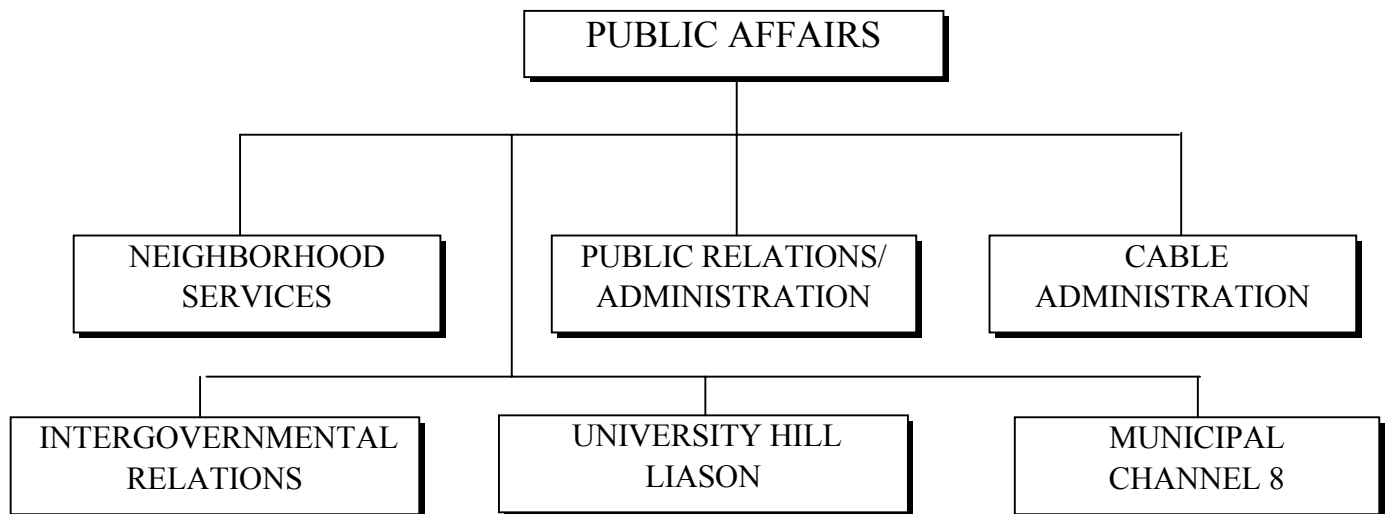 PUBLIC AFFAIRS
NEIGHBORHOOD
SERVICES
PUBLIC RELATIONS/
ADMINISTRATION
CABLE
ADMINISTRATION
INTERGOVERNMENTAL
RELATIONS
UNIVERSITY HILL
LIASON
MUNICIPAL
CHANNEL 8